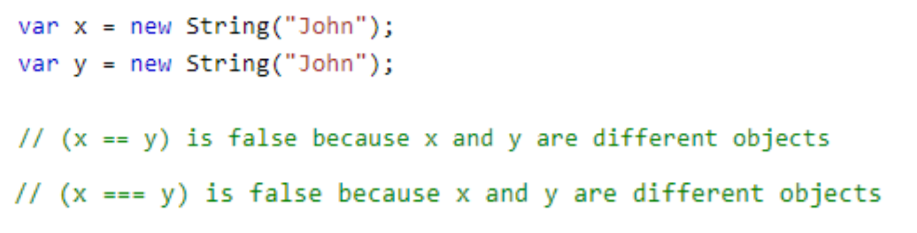 var x = new String("John");
var y = new String("John");
// (x == y) is false because x and y are different objects
// (x === y) is false because x and y are different objects